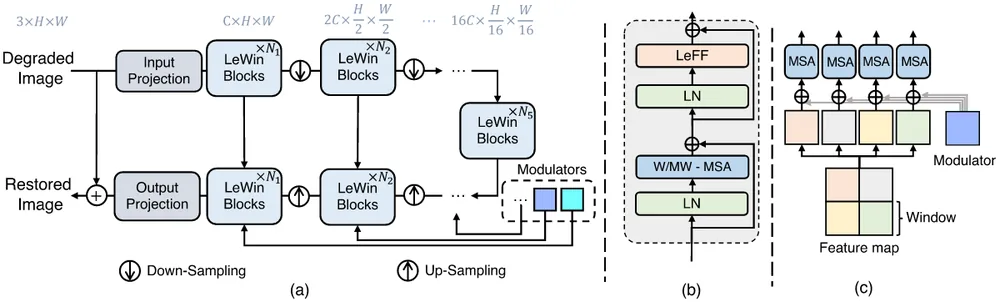 3×H×W
C×H×W
2C×H/2×W/2
···
16C×H/16×W/16
Degraded
Image
Input
Projection
LeWin
Blocks
×N₁
LeWin
Blocks
×N₂
···
LeWin
Blocks
×N₅
Restored
Image
Output
Projection
LeWin
Blocks
×N₁
LeWin
Blocks
×N₂
···
Modulators
···
Down-Sampling
Up-Sampling
(a)
LeFF
LN
W/MW - MSA
LN
(b)
MSA
MSA
MSA
MSA
Modulator
Window
Feature map
(c)